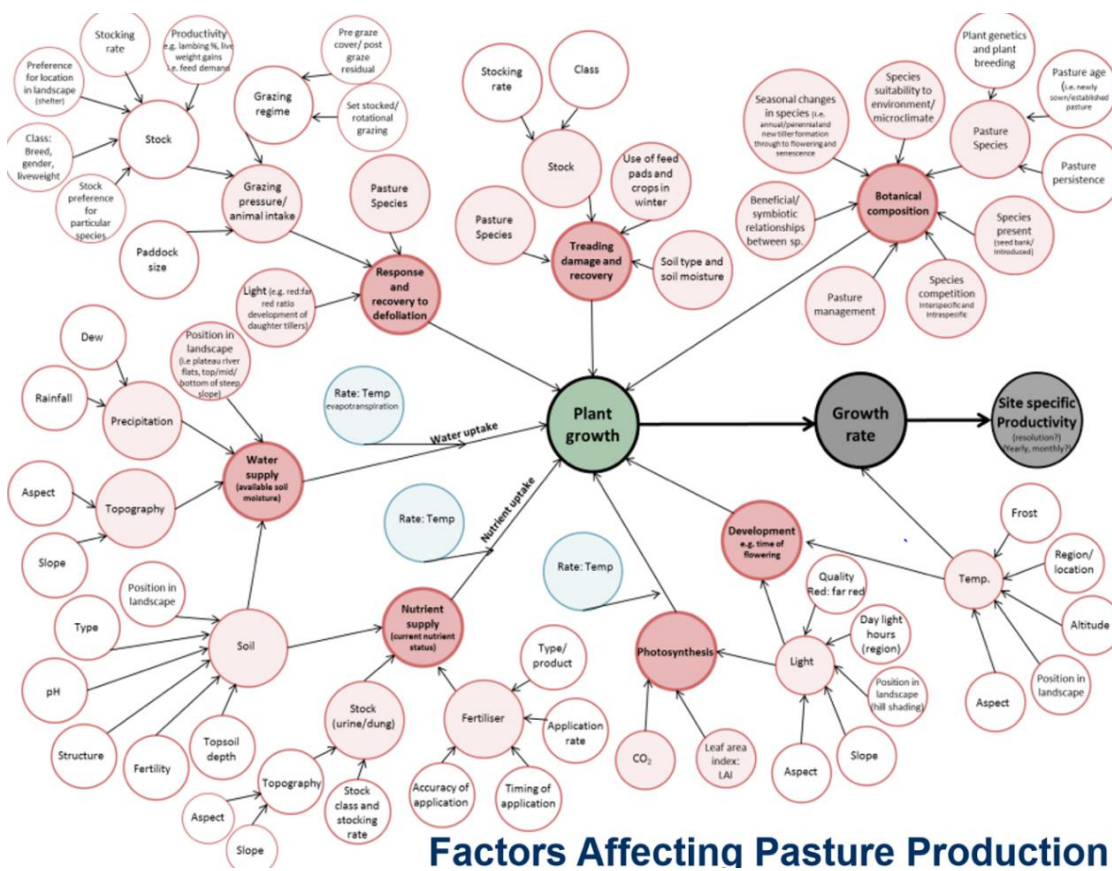 Stocking
rate
Productivity
e.g. lambing %, live
weight gains
i.e. feed demand
Pre graze
cover/ post
graze
residual
Preference
for location in
landscape
(shelter)
Grazing
regime
Set stocked/
rotational
grazing
Stock
Class:
Breed,
gender,
liveweight
Stock
preference
for
particular
species
Grazing
pressure/
animal intake
Paddock
size
Pasture
Species
Light (e.g. red:far
red ratio
development of
daughter tillers)
Response
and
recovery to
defoliation
Stocking
rate
Class
Stock
Use of feed
pads and
crops in
winter
Pasture
Species
Treading
damage and
recovery
Soil type and
soil moisture
Plant genetics
and plant
breeding
Pasture age
(i.e. newly
sown/established
pasture
Seasonal changes
in species (i.e.
annual/perennial and
new tiller formation
through to flowering and
senescence
Species
suitability to
environment/
microclimate
Pasture
Species
Pasture
persistence
Beneficial/
symbiotic
relationships
between sp.
Botanical
composition
Species
present
(seed bank/
introduced)
Pasture
management
Species
competition
interspecific and
intraspecific
Dew
Rainfall
Precipitation
Position in
landscape
(i.e plateau river
flats, top/mid/
bottom of steep
slope)
Water
supply
(available soil
moisture)
Aspect
Topography
Slope
Rate: Temp
evapotranspiration
Water uptake
Plant
growth
Growth
rate
Site specific
Productivity
(resolution?)
(Yearly, monthly?)
Rate: Temp
Nutrient uptake
Rate: Temp
Position in
landscape
Type
Soil
pH
Structure
Fertility
Topsoil
depth
Nutrient
supply
(current nutrient
status)
Stock
(urine/dung)
Topography
Aspect
Slope
Stock
class and
stocking
rate
Type/
product
Fertiliser
Application
rate
Accuracy of
application
Timing of
application
Development
e.g. time of
flowering
Photosynthesis
CO2
Leaf area
index:
LAI
Quality
Red: far red
Day light
hours
(region)
Light
Position in
landscape
(hill shading)
Aspect
Slope
Frost
Temp.
Region/
location
Altitude
Position in
landscape
Aspect
Factors Affecting Pasture Production